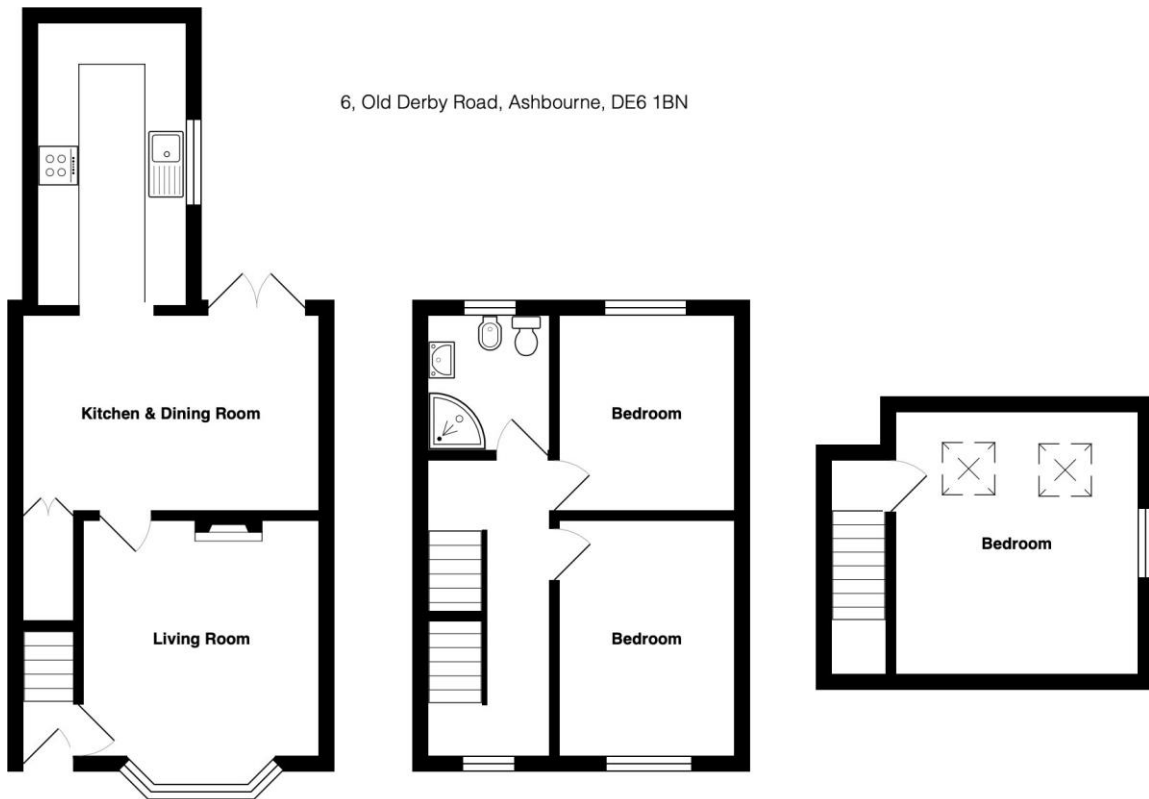 6, Old Derby Road, Ashbourne, DE6 1BN
Kitchen & Dining Room
Living Room
Bedroom
Bedroom
Bedroom